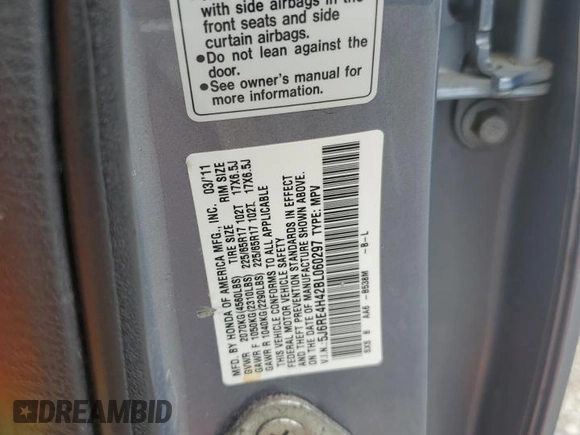 with side airbags in the
front seats and side
curtain airbags.
•Do not lean against the
door.
•See owner's manual for
more information.
MFD. BY HONDA OF AMERICA MFG., INC. 03/'11
TIRE SIZE RIM SIZE
GVWR 2070KG(4560LBS) 225/65R17 102T 17X6.5J
GAWR F 1050KG(2310LBS) 225/65R17 102T 17X6.5J
GAWR R 1040KG(2290LBS)
THIS VEHICLE CONFORMS TO ALL APPLICABLE
FEDERAL MOTOR VEHICLE SAFETY
AND THEFT PREVENTION STANDARDS IN EFFECT
ON THE DATE OF MANUFACTURE SHOWN ABOVE.
V.I.N: 5J6RE4H42BL060297 TYPE: MPV
SXS B AA6 -B538M -B-L
DREAMBID